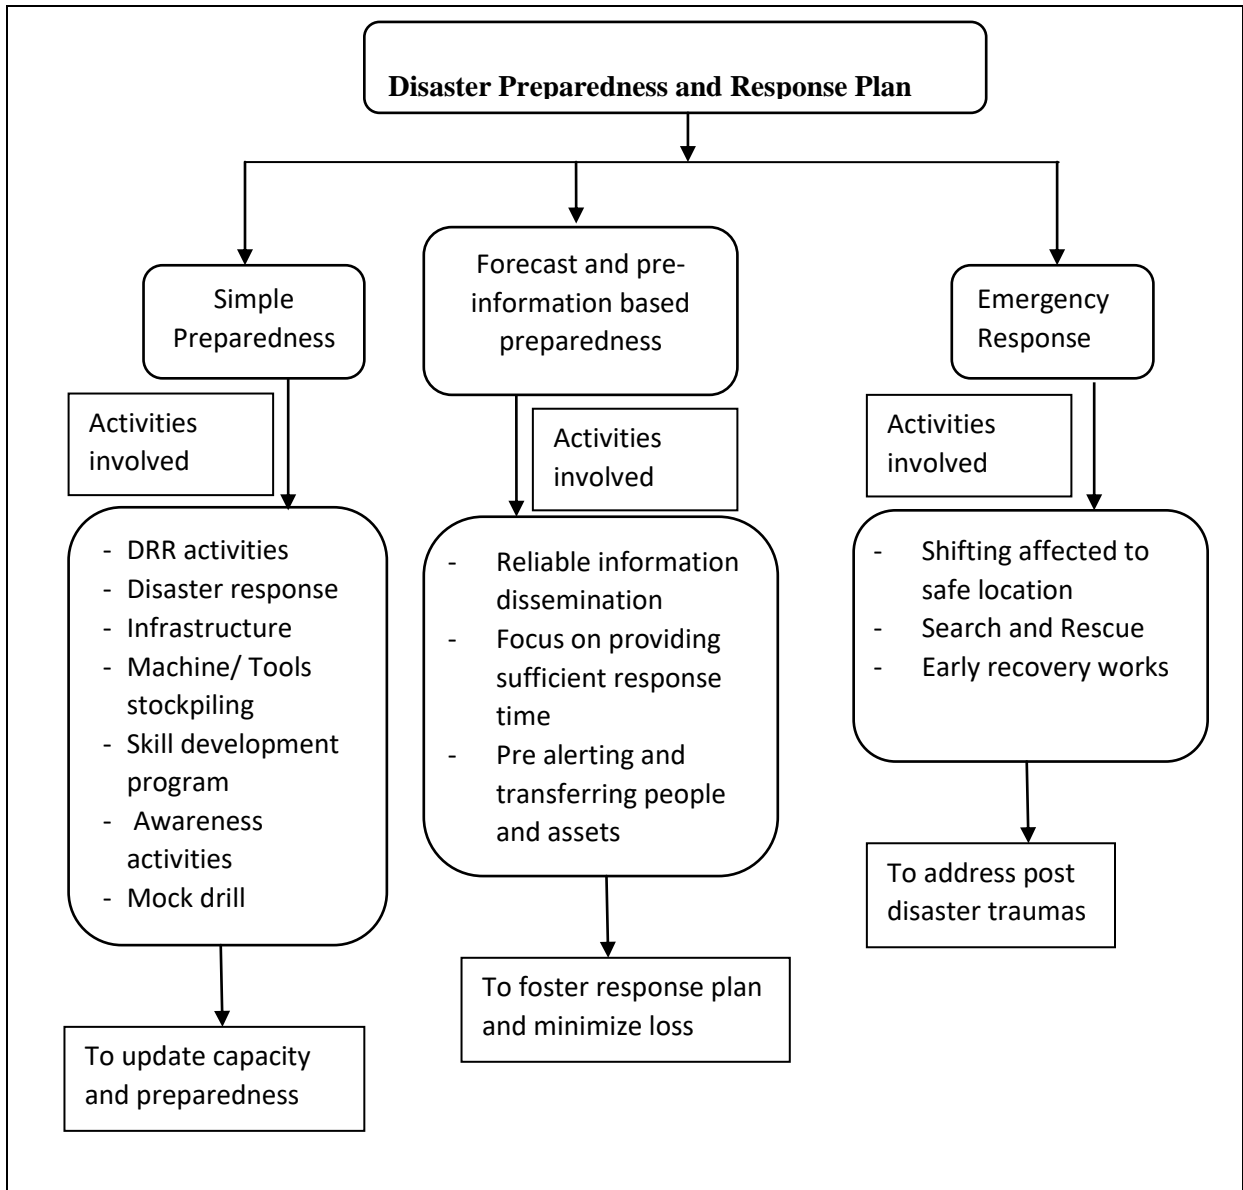 Disaster Preparedness and Response Plan
Simple
Preparedness
Forecast and pre-
information based
preparedness
Emergency
Response
Activities
involved
Activities
involved
Activities
involved
- DRR activities
- Disaster response
- Infrastructure
- Machine/ Tools
stockpiling
- Skill development
program
- Awareness
activities
- Mock drill
- Reliable information
dissemination
- Focus on providing
sufficient response
time
- Pre alerting and
transferring people
and assets
- Shifting affected to
safe location
- Search and Rescue
- Early recovery works
To update capacity
and preparedness
To foster response plan
and minimize loss
To address post
disaster traumas